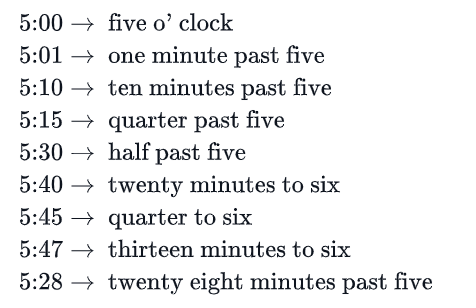 5:00 → five o' clock
5:01 → one minute past five
5:10 → ten minutes past five
5:15 → quarter past five
5:30 → half past five
5:40 → twenty minutes to six
5:45 → quarter to six
5:47 → thirteen minutes to six
5:28 → twenty eight minutes past five